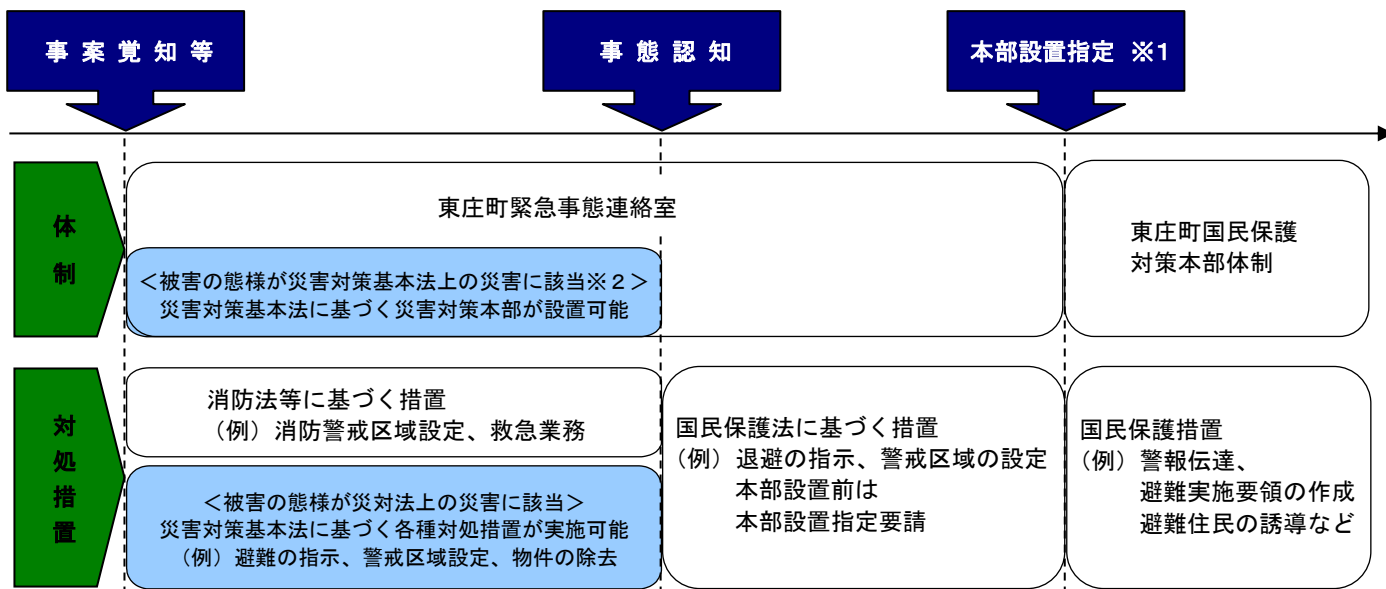 事案覚知等
事態認知
本部設置指定 ※1
体制
東庄町緊急事態連絡室
＜被害の態様が災害対策基本法上の災害に該当※２＞
災害対策基本法に基づく災害対策本部が設置可能
東庄町国民保護
対策本部体制
対処措置
消防法等に基づく措置
（例）消防警戒区域設定、救急業務
＜被害の態様が災対法上の災害に該当＞
災害対策基本法に基づく各種対処措置が実施可能
（例）避難の指示、警戒区域設定、物件の除去
国民保護法に基づく措置
（例）退避の指示、警戒区域の設定
本部設置前は
本部設置指定要請
国民保護措置
（例）警報伝達、
避難実施要領の作成
避難住民の誘導など